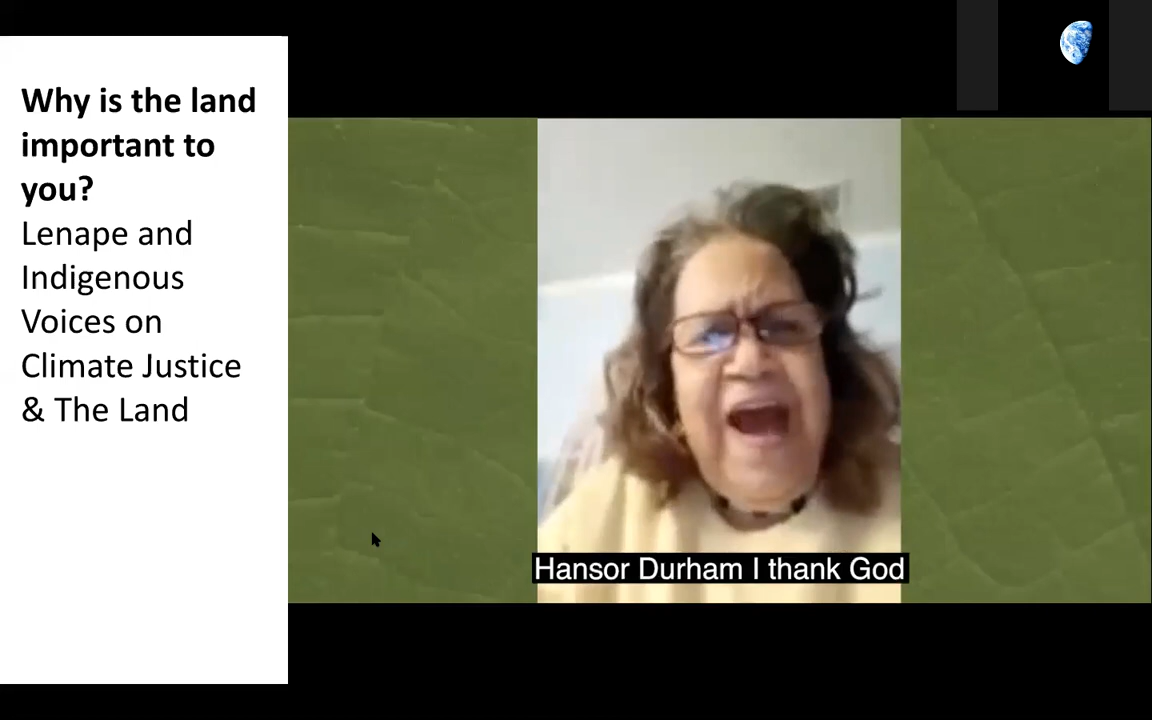 Why is the land
important to
you?
Lenape and
Indigenous
Voices on
Climate Justice
& The Land
Hansor Durham I thank God